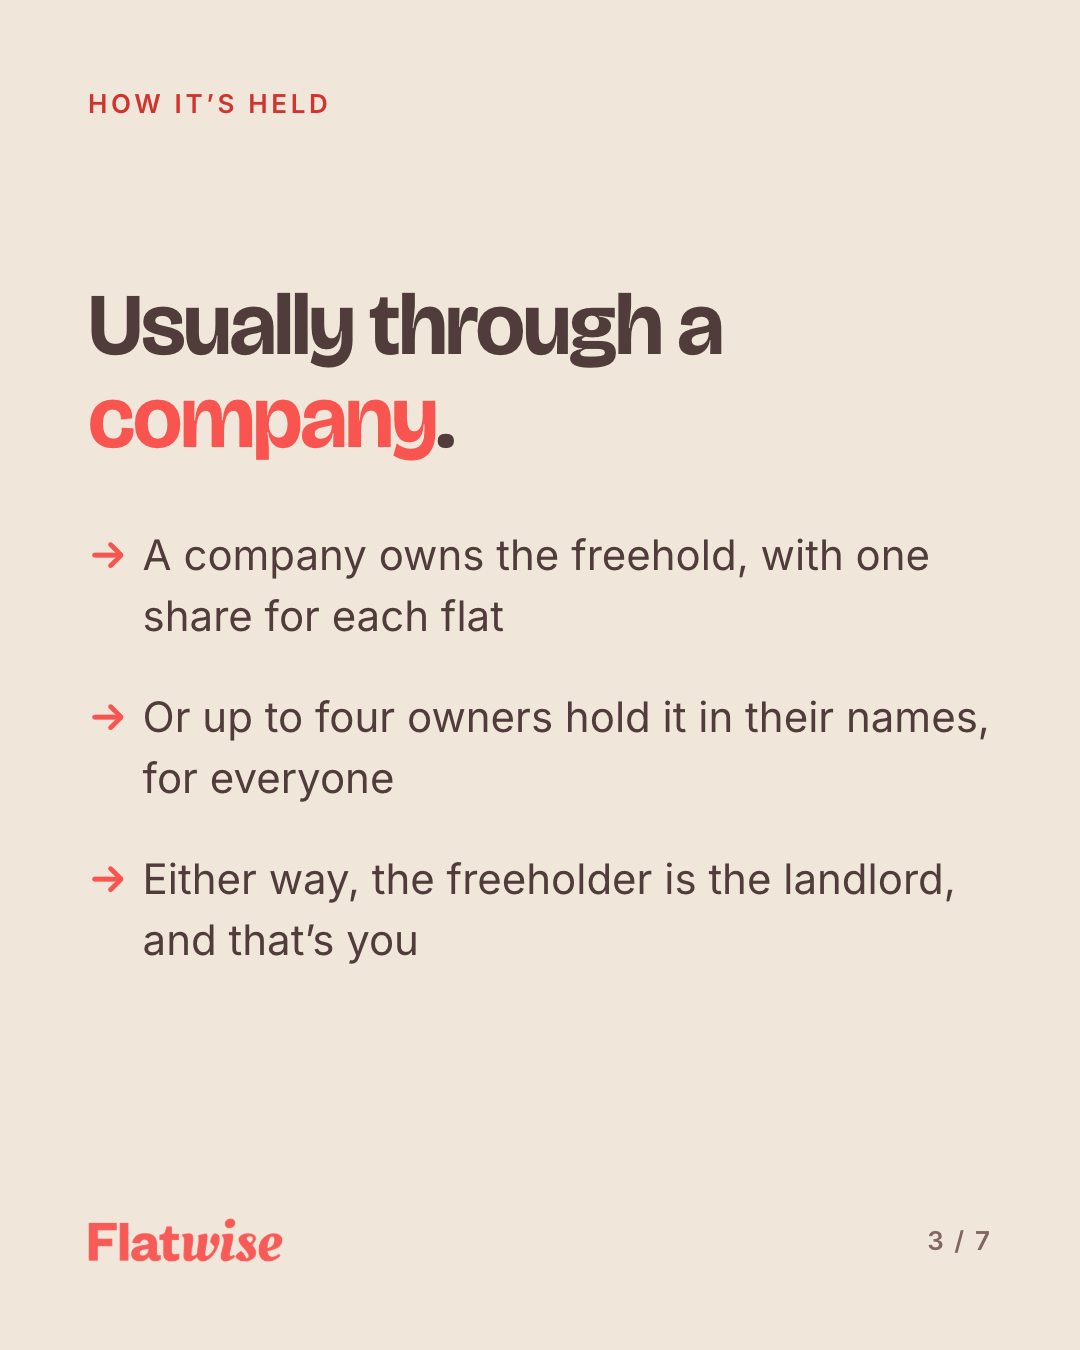 HOW IT’S HELD
Usually through a
company.
→ A company owns the freehold, with one
share for each flat
→ Or up to four owners hold it in their names,
for everyone
→ Either way, the freeholder is the landlord,
and that’s you
Flatwise
3 / 7